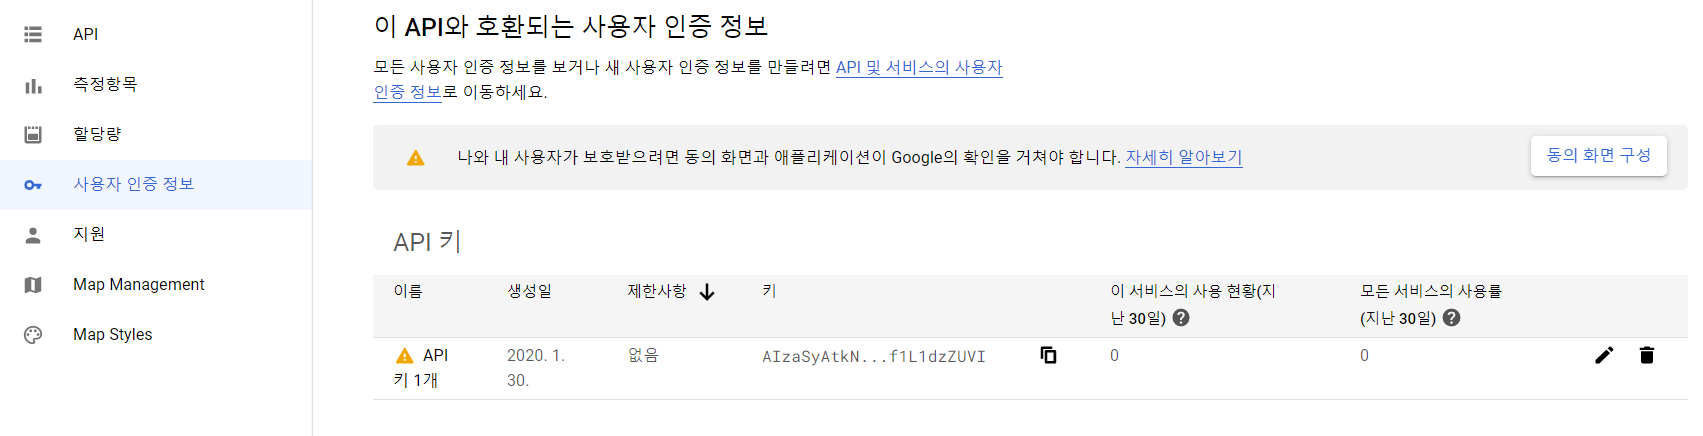 API
측정항목
할당량
사용자 인증 정보
지원
Map Management
Map Styles
이 API와 호환되는 사용자 인증 정보
모든 사용자 인증 정보를 보거나 새 사용자 인증 정보를 만들려면 API 및 서비스의 사용자
인증 정보로 이동하세요.
나와 내 사용자가 보호받으려면 동의 화면과 애플리케이션이 Google의 확인을 거쳐야 합니다. 자세히 알아보기
동의 화면 구성
API 키
이름 생성일 제한사항 키 이 서비스의 사용 현황(지 모든 서비스의 사용률
난 30일) (지난 30일)
API 2020. 1. 없음 AIzaSyAtkN...f1L1dzZUVI 0 0
키 1개 30.